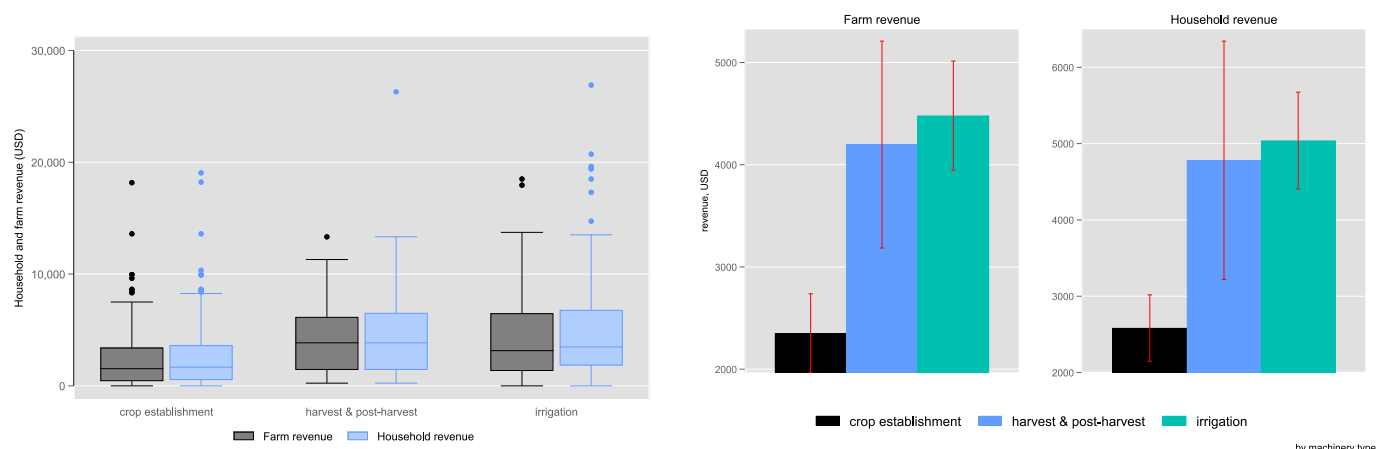 Household and farm revenue (USD)
30,000
20,000
10,000
0
crop establishment harvest & post-harvest irrigation
Farm revenue Household revenue
Farm revenue
revenue, USD
5000
4000
3000
2000
Household revenue
6000
5000
4000
3000
2000
crop establishment harvest & post-harvest irrigation
by machinery type